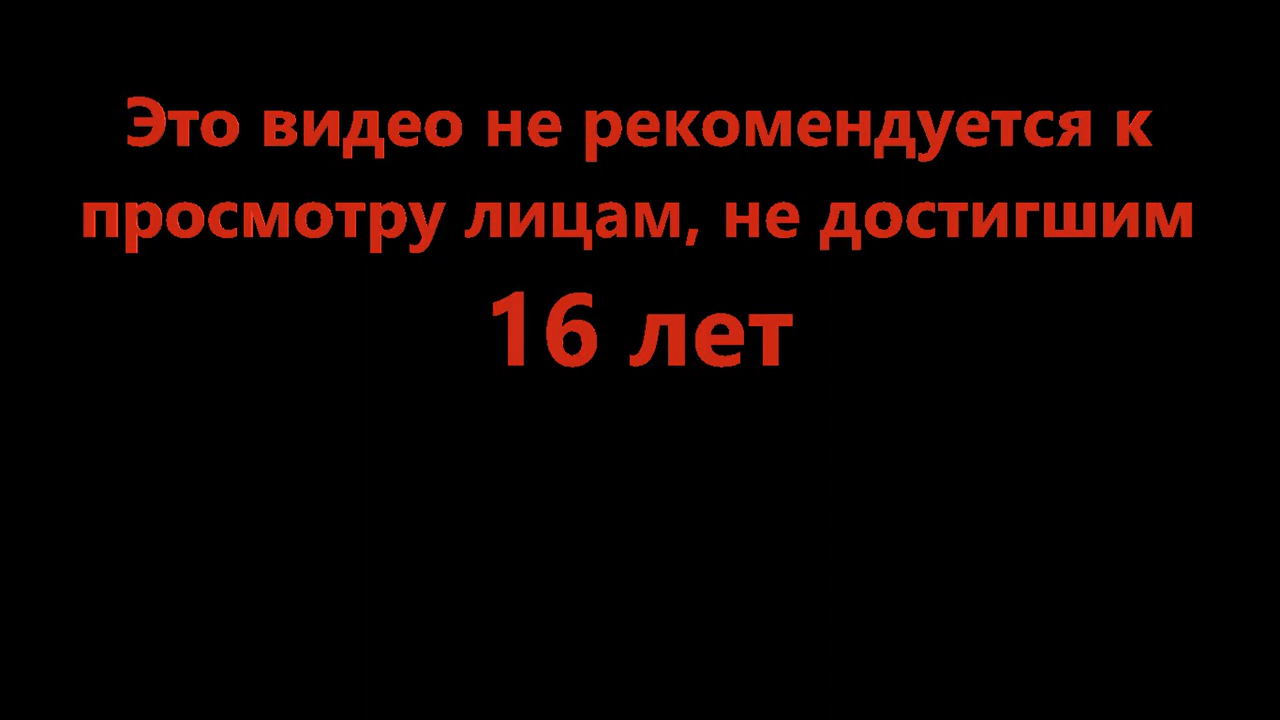 Это видео не рекомендуется к
просмотру лицам, не достигшим
16 лет